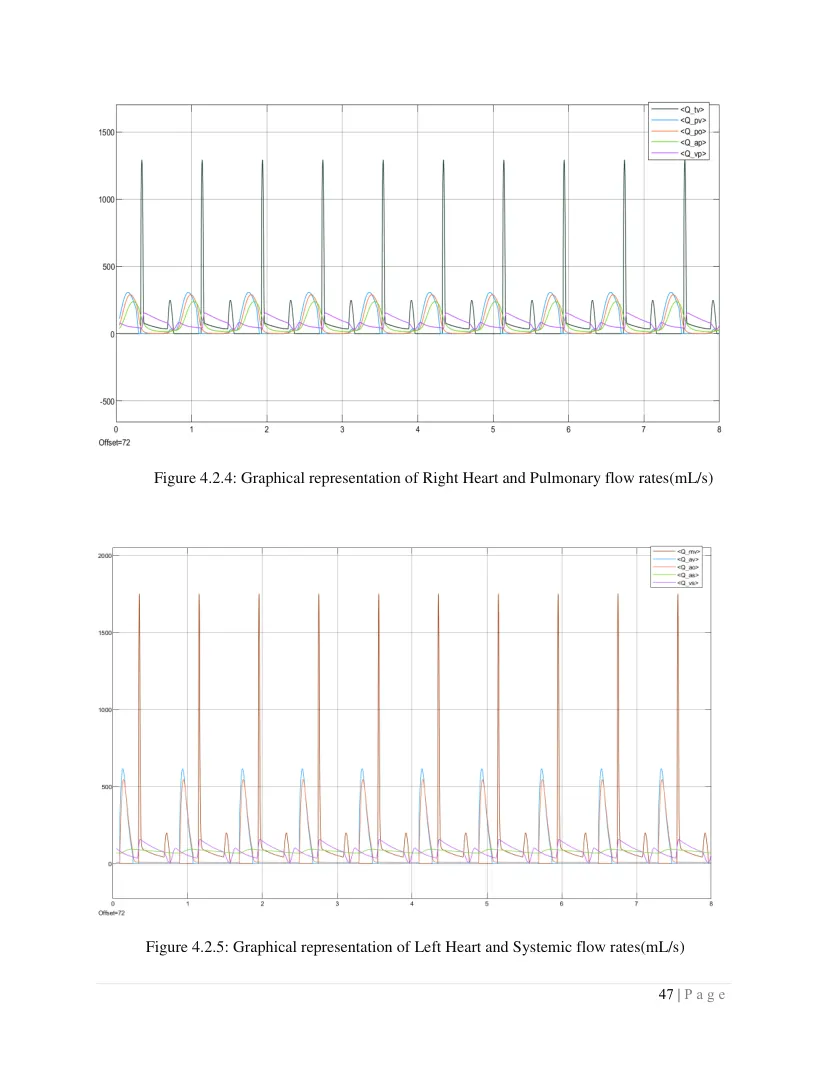 <Q_tv>
<Q_pv>
<Q_po>
<Q_ap>
<Q_vp>
1500
1000
500
0
-500
0 1 2 3 4 5 6 7 8
Offset=72
Figure 4.2.4: Graphical representation of Right Heart and Pulmonary flow rates(mL/s)
<Q_mv>
<Q_av>
<Q_ao>
<Q_as>
<Q_vs>
2000
1500
1000
500
0
0 1 2 3 4 5 6 7 8
Offset=72
Figure 4.2.5: Graphical representation of Left Heart and Systemic flow rates(mL/s)
47 | P a g e